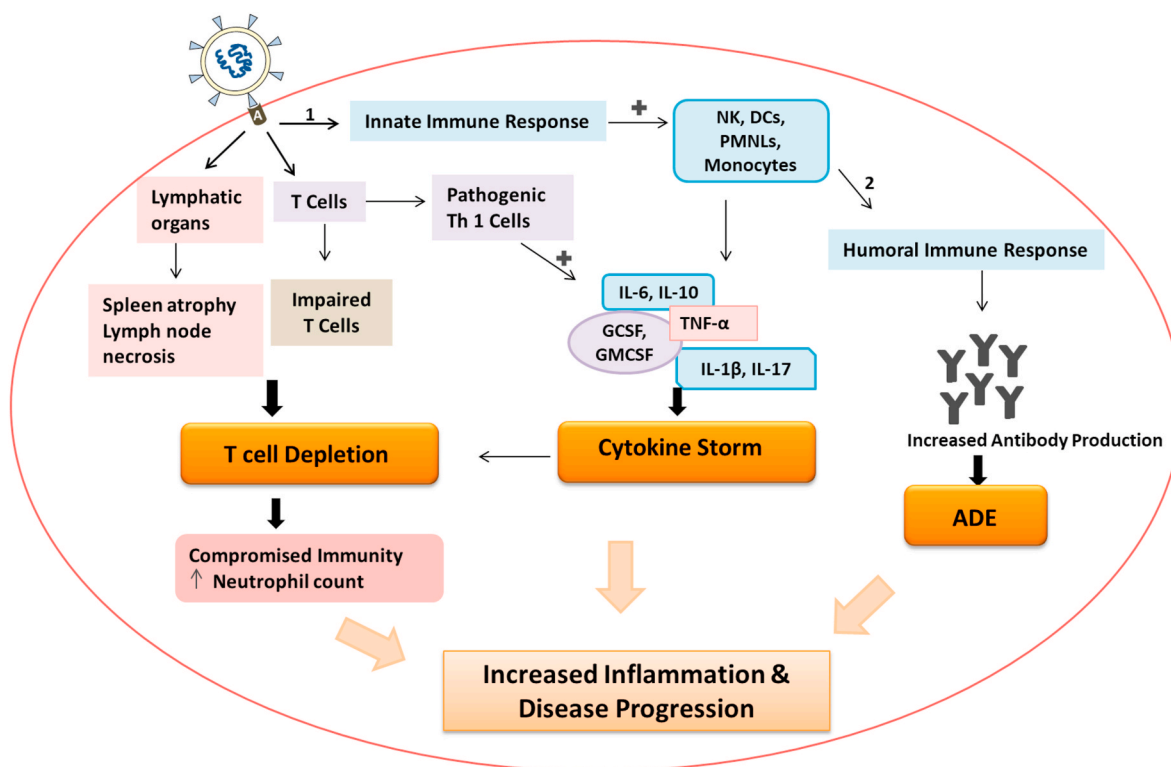 A
1
Innate Immune Response
NK, DCs,
PMNLs,
Monocytes
2
Lymphatic
organs
T Cells
Pathogenic
Th 1 Cells
Humoral Immune Response
Spleen atrophy
Lymph node
necrosis
Impaired
T Cells
IL-6, IL-10
TNF-α
GCSF,
GMCSF
IL-1β, IL-17
Increased Antibody Production
T cell Depletion
Cytokine Storm
ADE
Compromised Immunity
↑ Neutrophil count
Increased Inflammation &
Disease Progression